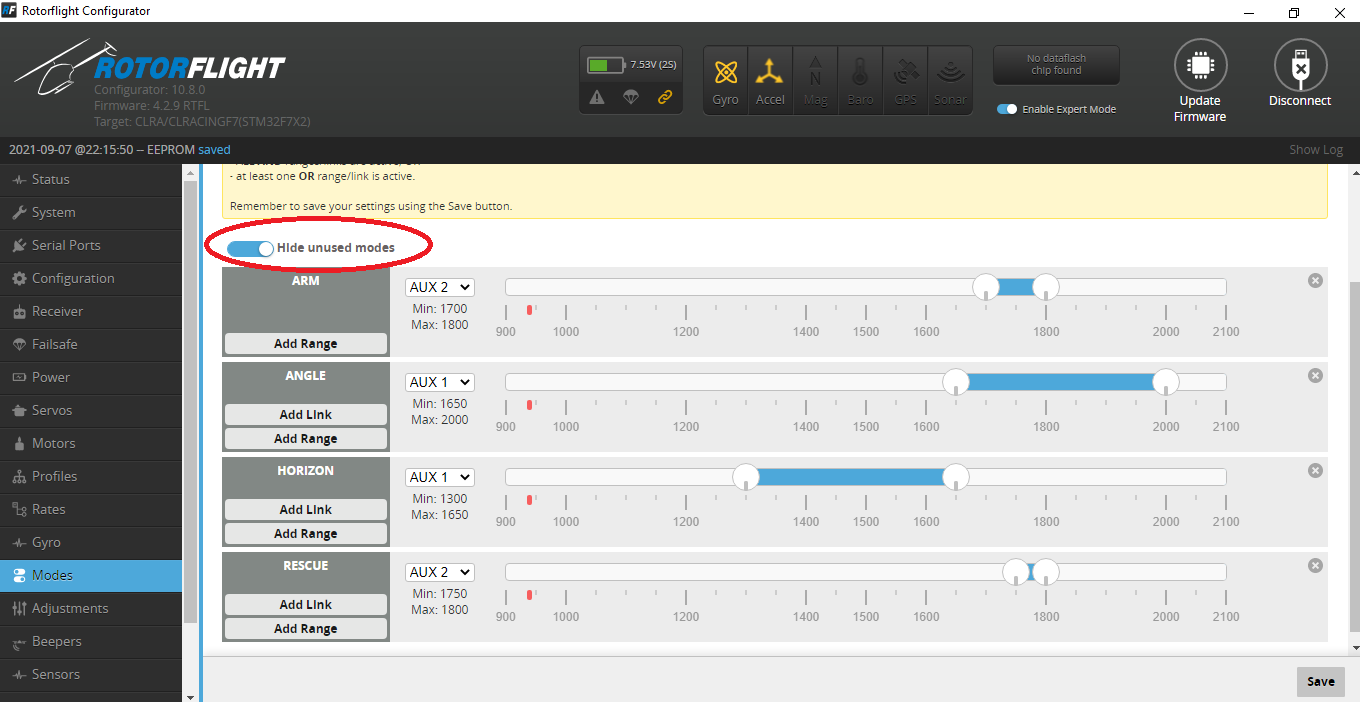 Rotorflight Configurator
ROTORFLIGHT
Configurator: 10.8.0
Firmware: 4.2.9 RTFL
Target: CLRA/CLRACINGF7(STM32F7X2)
7.53V (2S)
Gyro Accel Mag Baro GPS Sonar
No dataflash
chip found
Enable Expert Mode
Update
Firmware
Disconnect
2021-09-07 @22:15:50 -- EEPROM saved
Show Log
Status
System
Serial Ports
Configuration
Receiver
Failsafe
Power
Servos
Motors
Profiles
Rates
Gyro
Modes
Adjustments
Beepers
Sensors
- at least one OR range/link is active.
Remember to save your settings using the Save button.
Hide unused modes
ARM
Add Range
AUX 2
Min: 1700
Max: 1800
900 1000 1200 1400 1500 1600 1800 2000 2100
ANGLE
Add Link
Add Range
AUX 1
Min: 1650
Max: 2000
900 1000 1200 1400 1500 1600 1800 2000 2100
HORIZON
Add Link
Add Range
AUX 1
Min: 1300
Max: 1650
900 1000 1200 1400 1500 1600 1800 2000 2100
RESCUE
Add Link
Add Range
AUX 2
Min: 1750
Max: 1800
900 1000 1200 1400 1500 1600 1800 2000 2100
Save